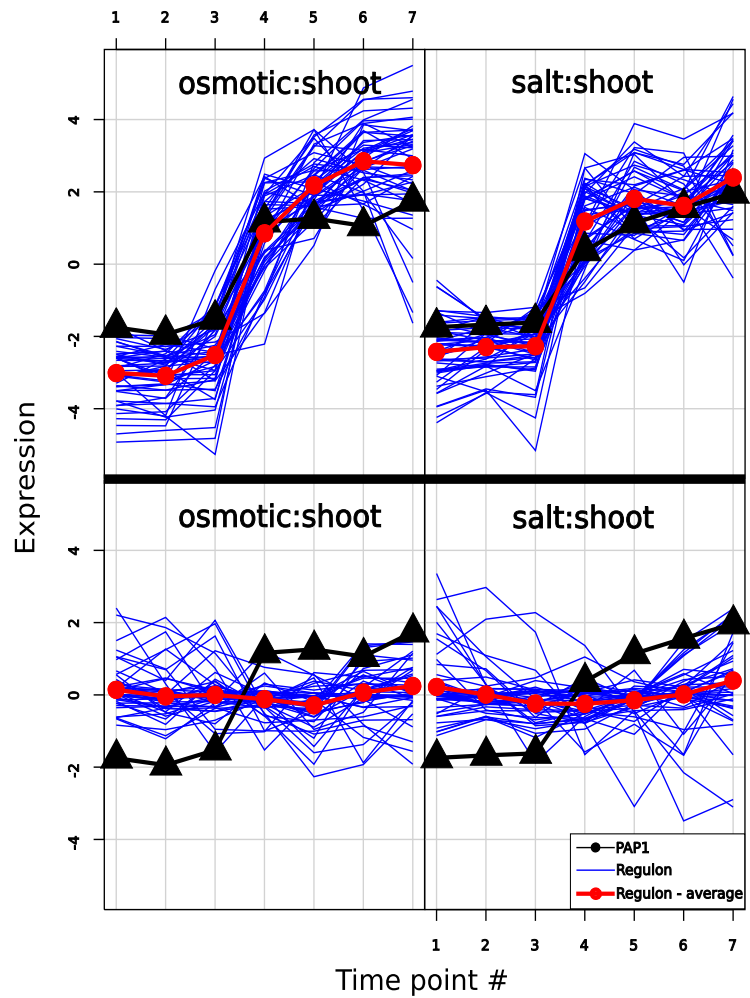 1 2 3 4 5 6 7
osmotic:shoot
salt:shoot
4
2
0
-2
-4
Expression
osmotic:shoot
salt:shoot
4
2
0
-2
-4
PAP1
Regulon
Regulon - average
1 2 3 4 5 6 7
Time point #